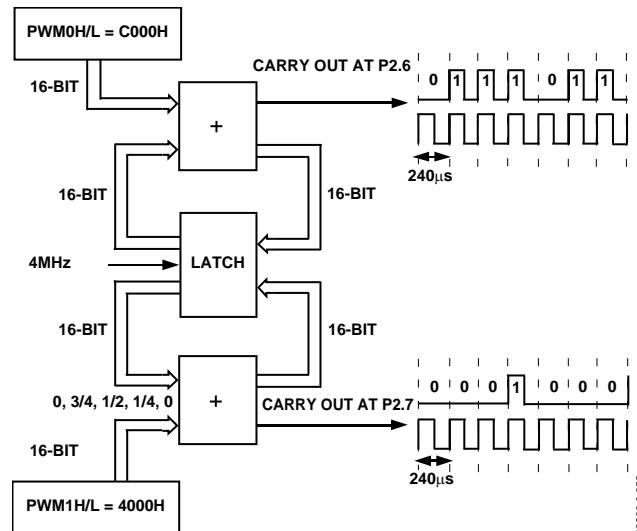 PWM0H/L = C000H
16-BIT
CARRY OUT AT P2.6
0 1 1 1 0 1 1
+
240μs
16-BIT
16-BIT
4MHz
LATCH
16-BIT
16-BIT
0, 3/4, 1/2, 1/4, 0
+
CARRY OUT AT P2.7
0 0 0 1 0 0 0
16-BIT
240μs
PWM1H/L = 4000H